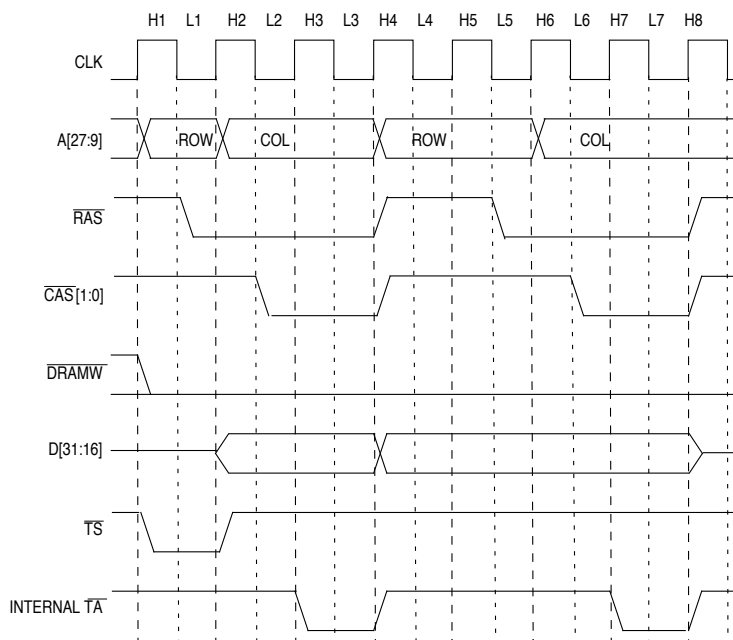 H1 L1 H2 L2 H3 L3 H4 L4 H5 L5 H6 L6 H7 L7 H8
CLK
A[27:9] ROW COL ROW COL
RAS
CAS[1:0]
DRAMW
D[31:16]
TS
INTERNAL TA